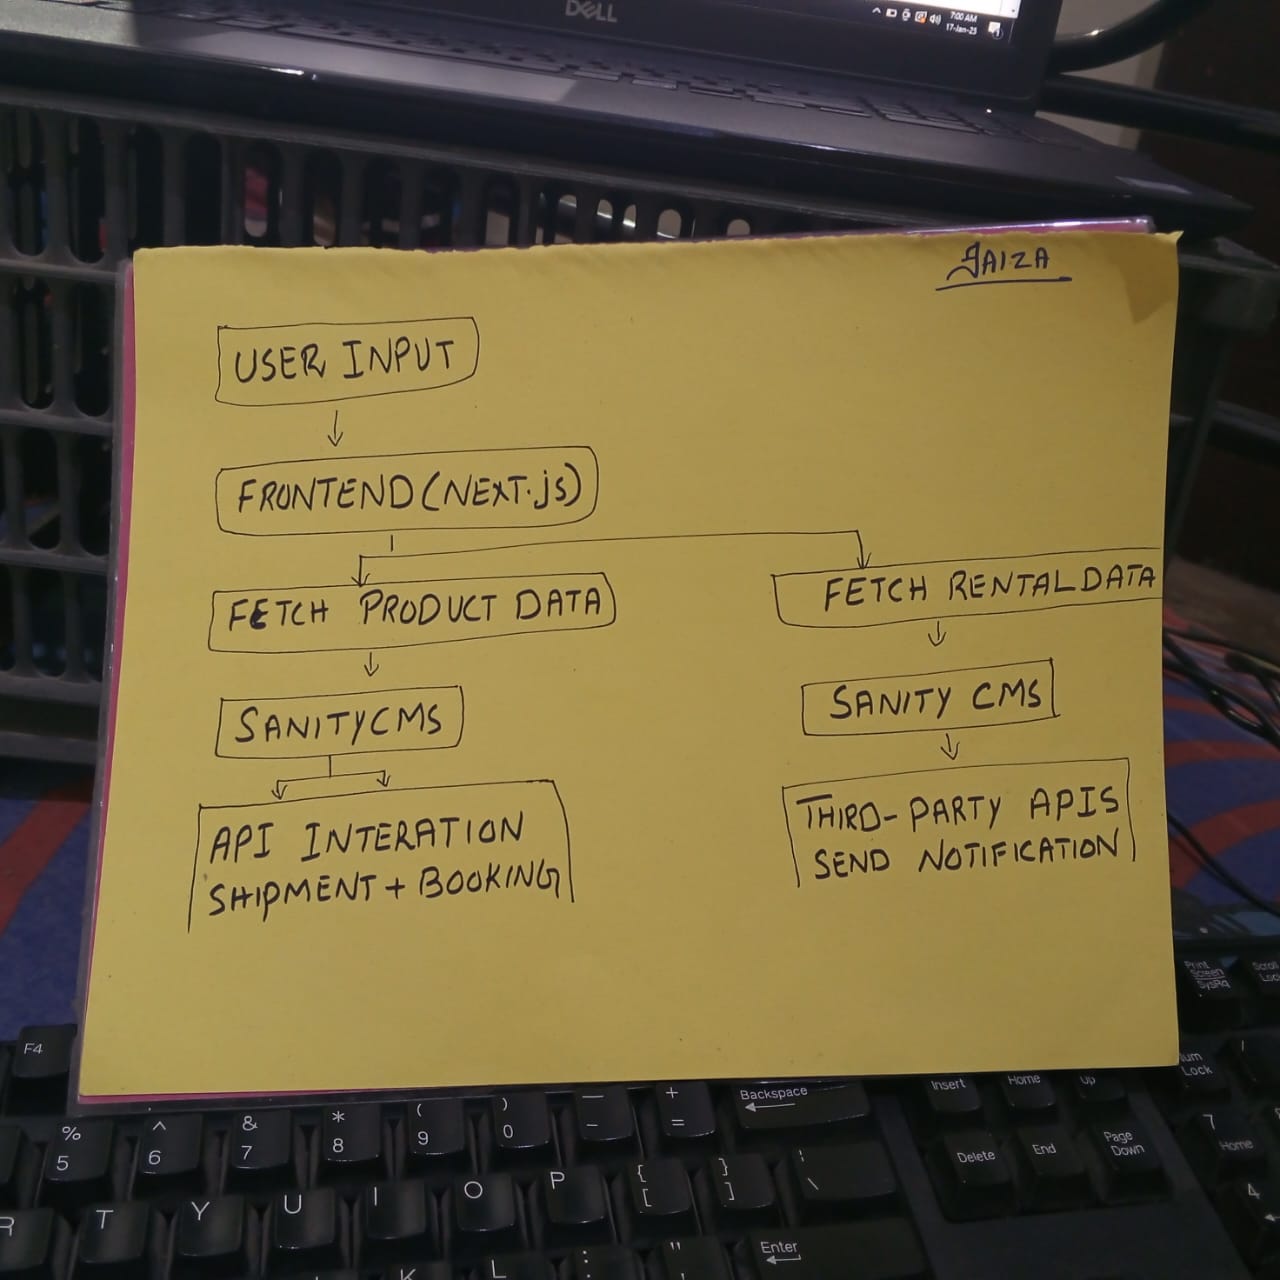 DELL
7:00 AM
17-Jan-25
JAIZA
USER INPUT
FRONTEND (NEXT.js)
FETCH PRODUCT DATA
FETCH RENTAL DATA
SANITY CMS
SANITY CMS
API INTERATION
SHIPMENT + BOOKING
THIRD-PARTY APIS
SEND NOTIFICATION
Print
Screen
SysRq
Scroll
Lock
F4
Insert
Home
Up
Num
Lock
% 5
^ 6
& 7
* 8
( 9
) 0
— -
+ =
Backspace
Delete
End
Page
Down
7
Home
4
R
T
Y
U
I
O
P
{ [
} ]
\
K
L
:
;
"
Enter